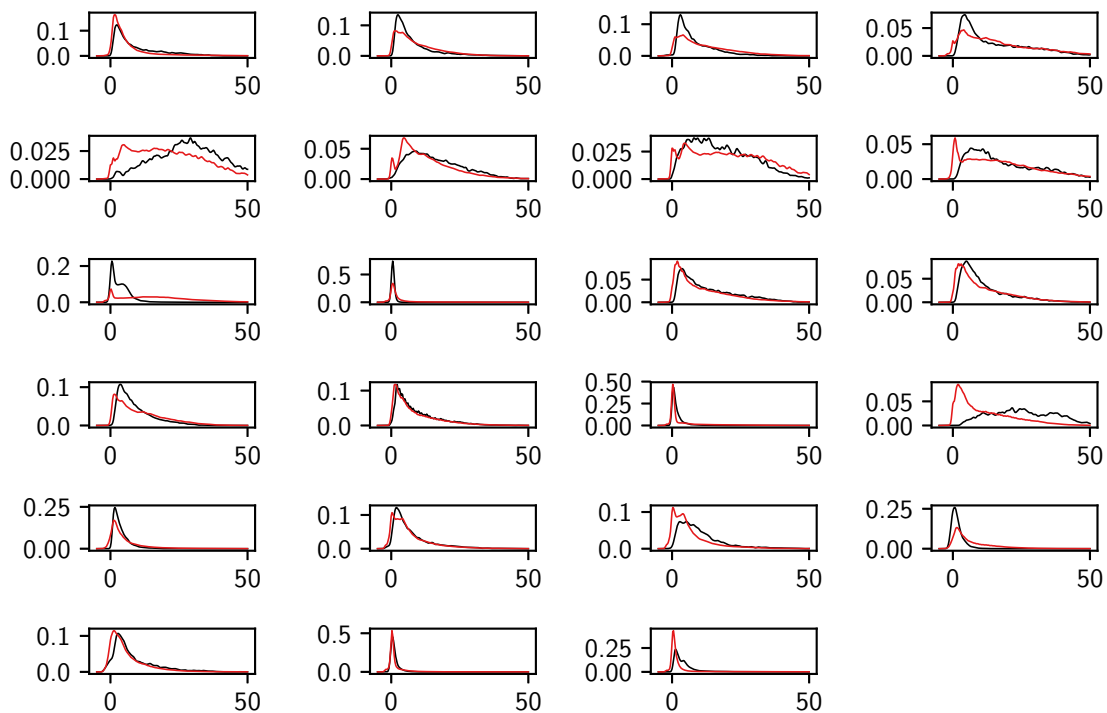 0.1 0.1 0.1 0.05
0.0 0.0 0.0 0.00
0 50 0 50 0 50 0 50
0.025 0.05 0.025 0.05
0.000 0.00 0.000 0.00
0 50 0 50 0 50 0 50
0.2 0.5 0.05 0.05
0.0 0.0 0.00 0.00
0 50 0 50 0 50 0 50
0.1 0.1 0.50 0.05
0.25
0.0 0.0 0.00 0.00
0 50 0 50 0 50 0 50
0.25 0.1 0.1 0.25
0.00 0.0 0.0 0.00
0 50 0 50 0 50 0 50
0.1 0.5 0.25
0.0 0.0 0.00
0 50 0 50 0 50